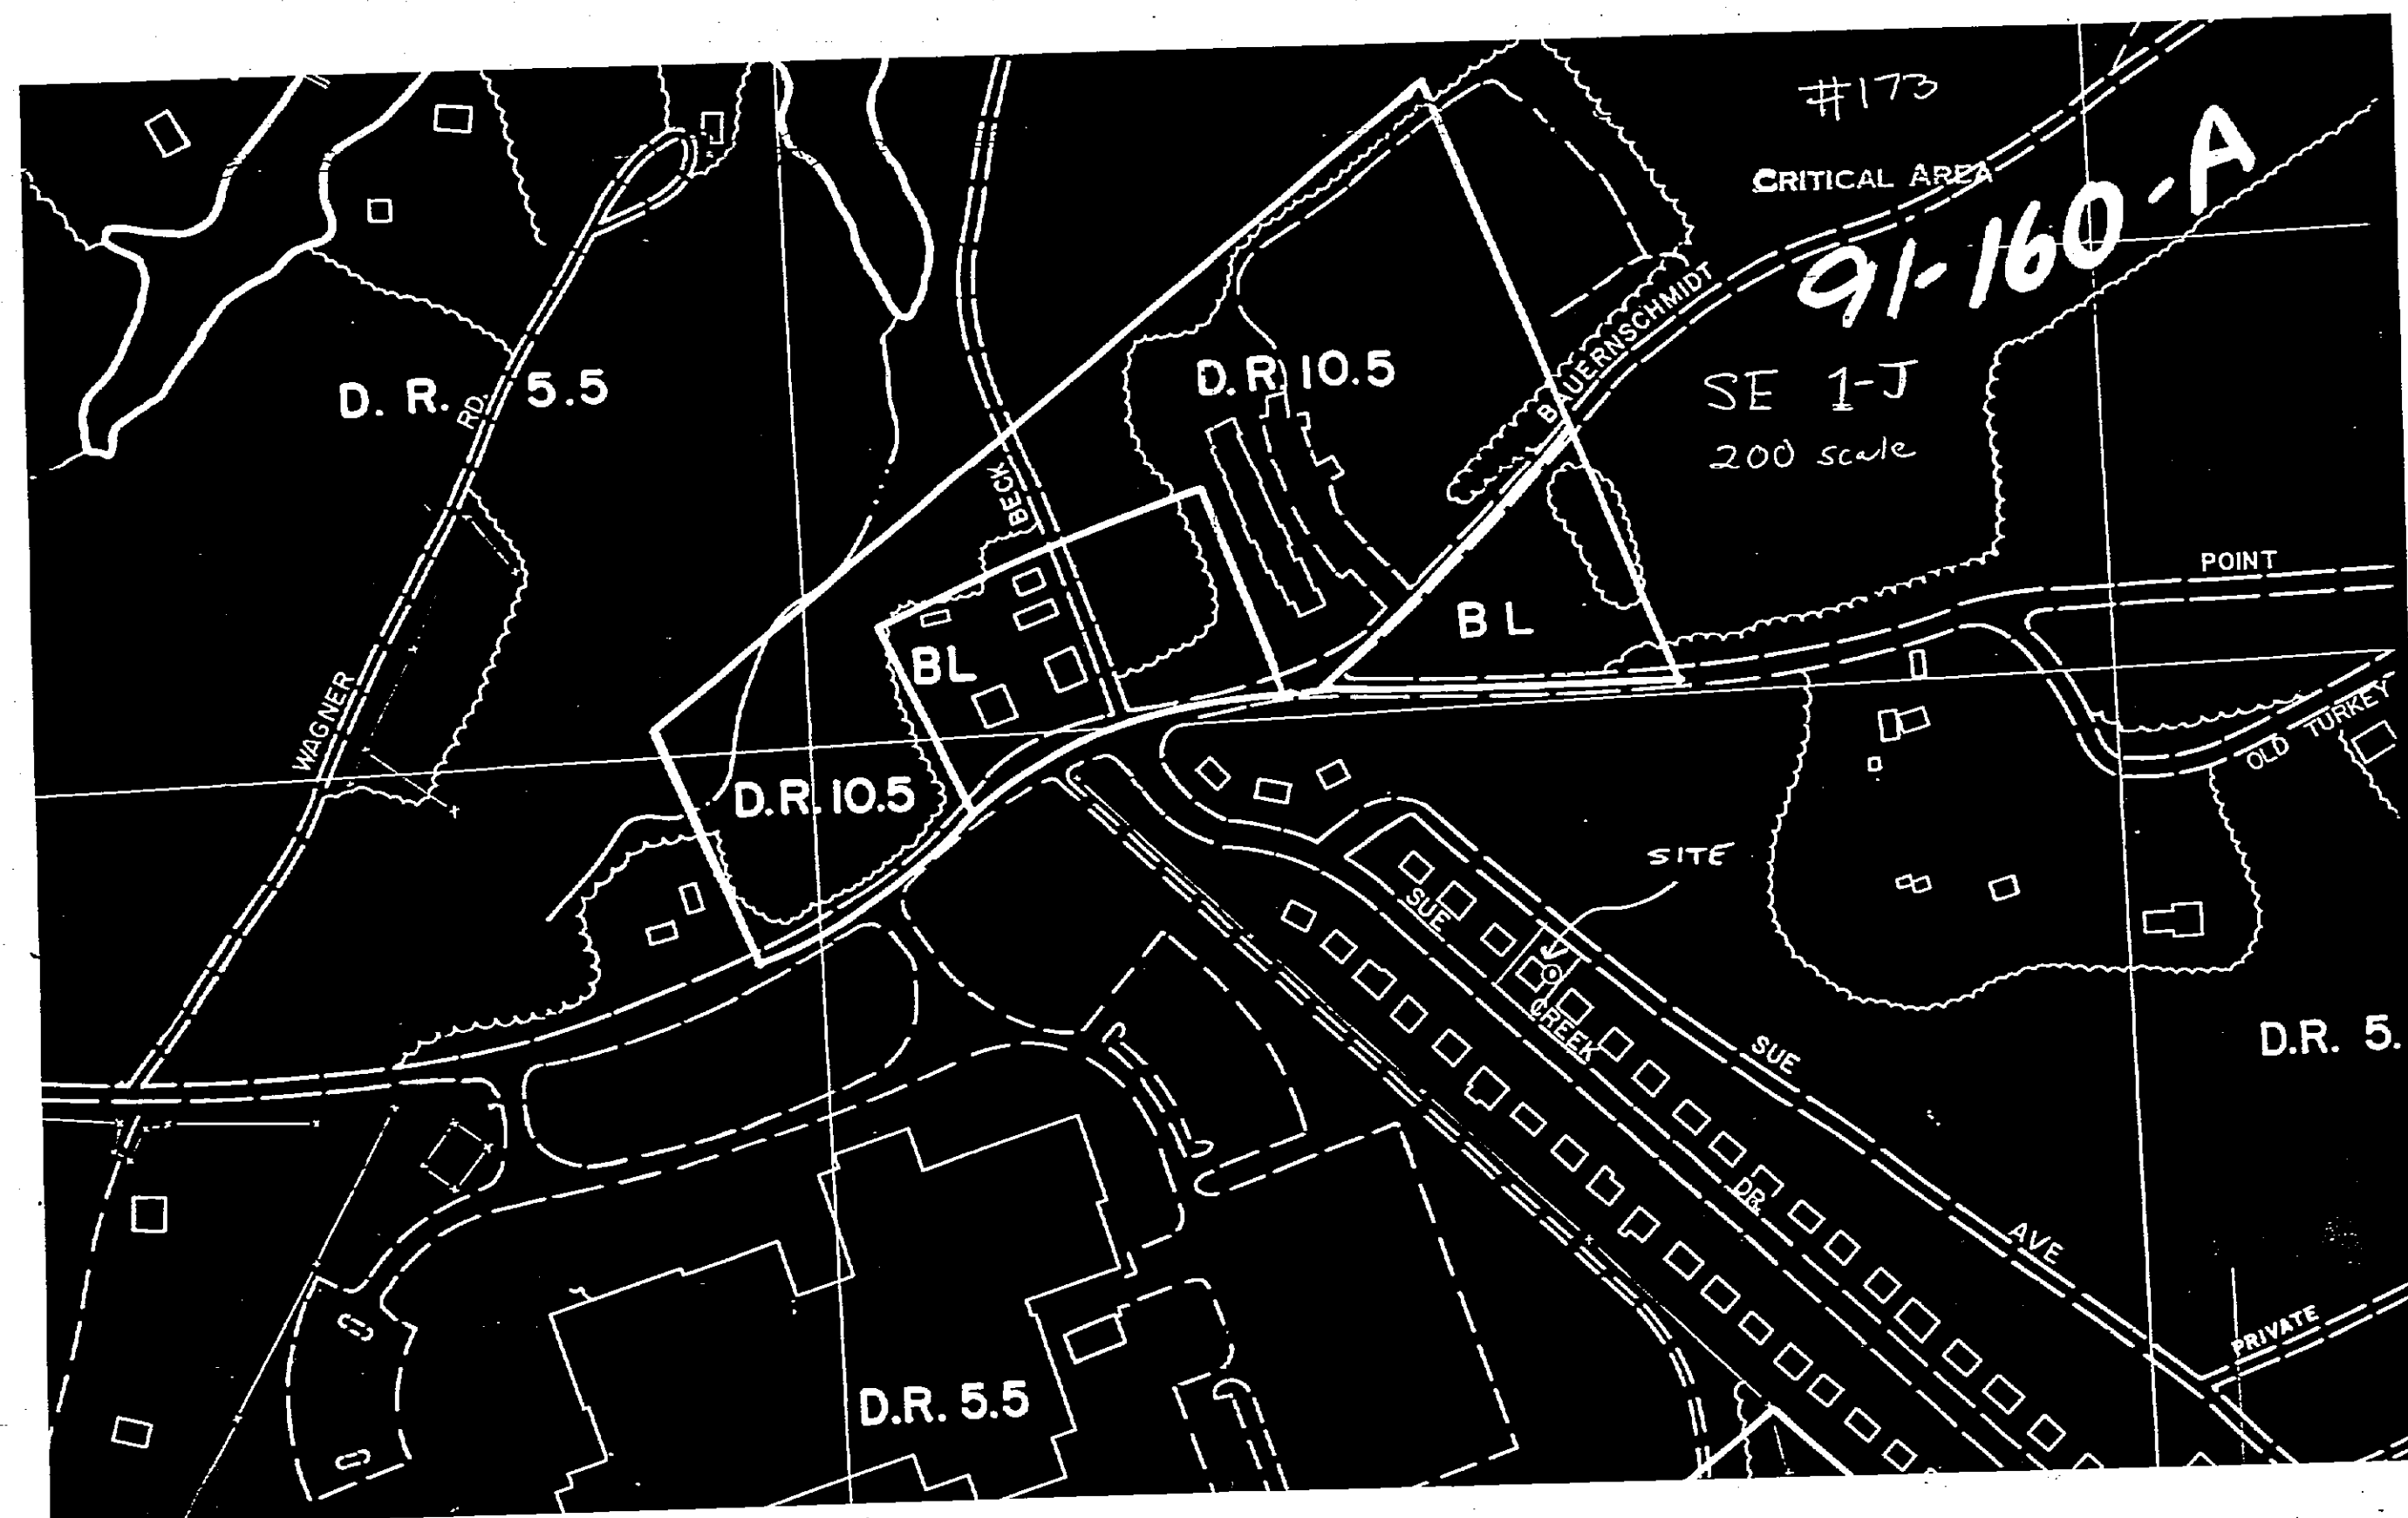 #173
CRITICAL AREA
91-160-A
D. R. 5.5
RD.
D.R. 10.5
BAUERNSCHMIDT
SE 1-J
200 scale
BECK
POINT
BL
BL
WAGNER
OLD TURKEY
D.R. 10.5
SITE
SUE
CREEK
D.R. 5.
SUE
DR.
AVE
PRIVATE
D.R. 5.5